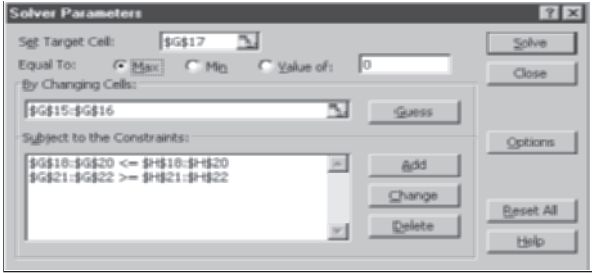 Solver Parameters
Set Target Cell: $G$17 Solve
Equal To: Max Min Value of: 0 Close
By Changing Cells:
$G$15:$G$16 Guess
Subject to the Constraints: Options
$G$18:$G$20 <= $H$18:$H$20 Add
$G$21:$G$22 >= $H$21:$H$22
Change
Reset All
Delete
Help